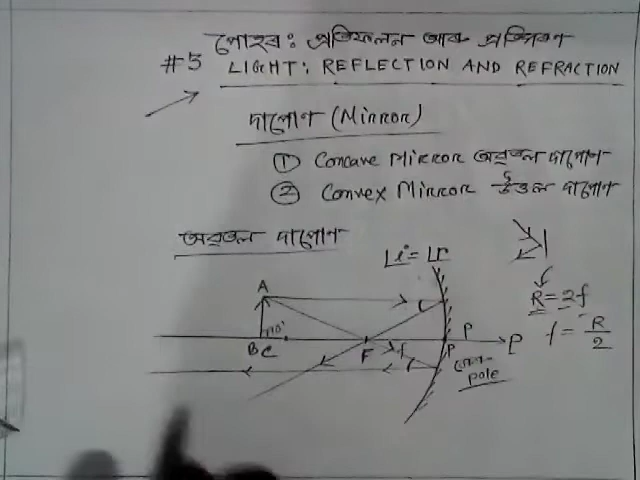 পোহৰ: প্ৰতিফলন আৰু প্ৰতিসৰণ
#5 LIGHT: REFLECTION AND REFRACTION
দাপোণ (Mirror)
① Concave Mirror অৱতল দাপোণ
② Convex Mirror উত্তল দাপোণ
অৱতল দাপোণ
Li = Lr
R = 2f
f = R/2
A
90°
B C F f P P P
pole